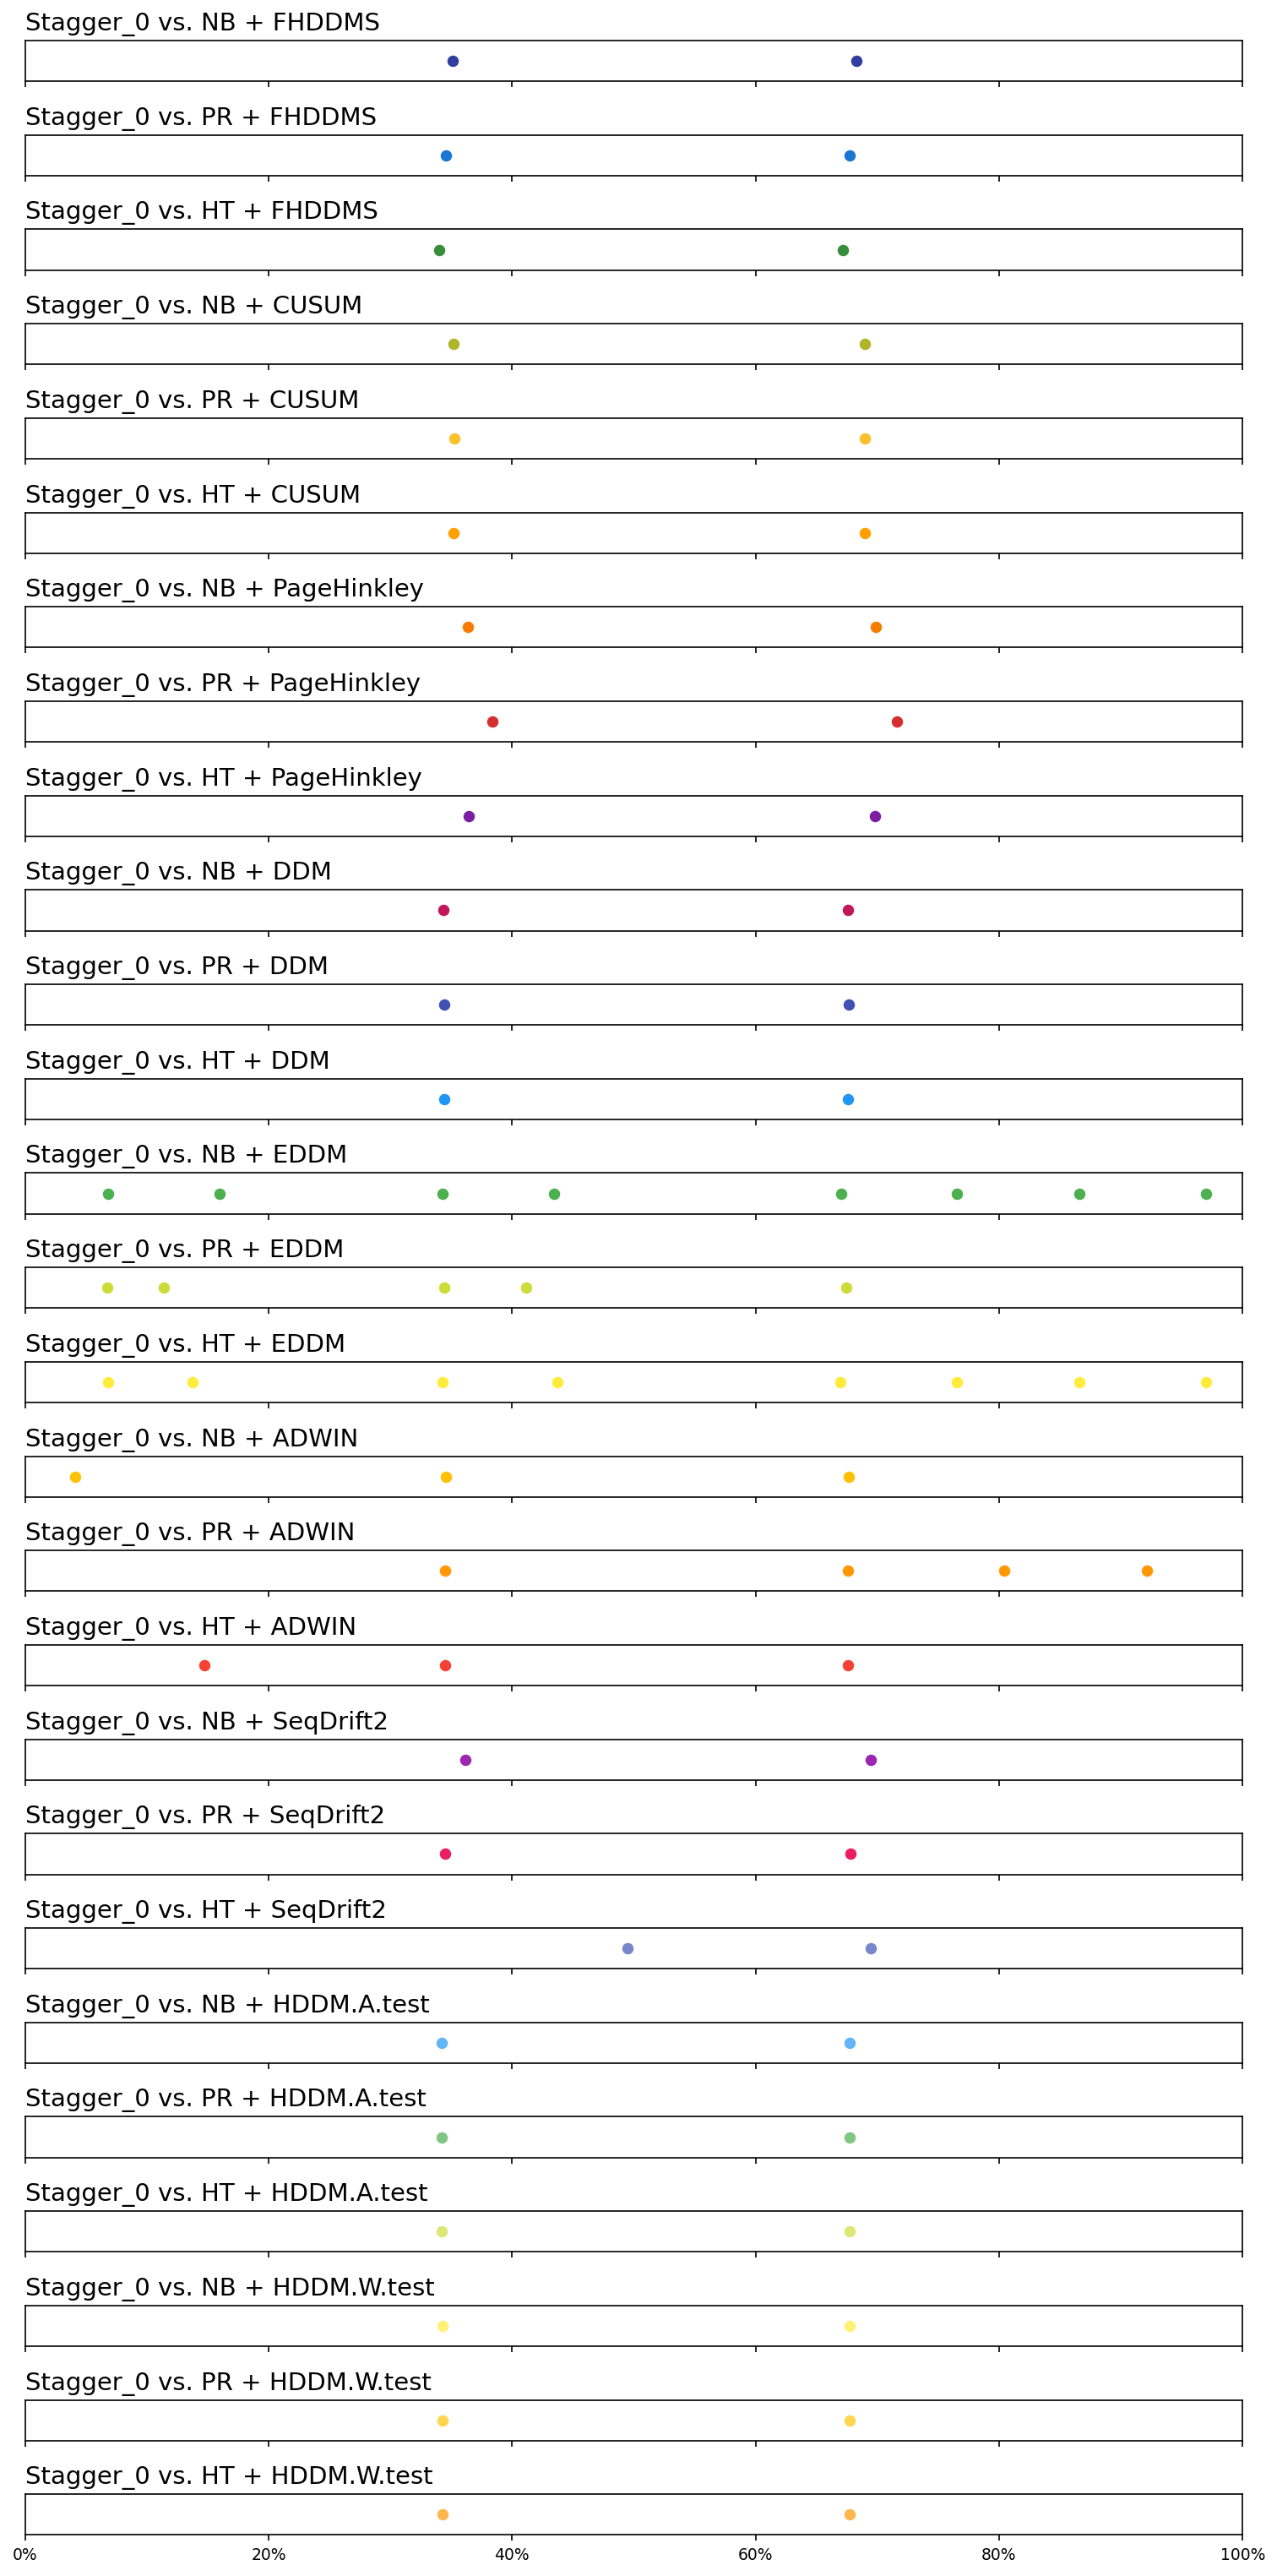 Stagger_0 vs. NB + FHDDMS
Stagger_0 vs. PR + FHDDMS
Stagger_0 vs. HT + FHDDMS
Stagger_0 vs. NB + CUSUM
Stagger_0 vs. PR + CUSUM
Stagger_0 vs. HT + CUSUM
Stagger_0 vs. NB + PageHinkley
Stagger_0 vs. PR + PageHinkley
Stagger_0 vs. HT + PageHinkley
Stagger_0 vs. NB + DDM
Stagger_0 vs. PR + DDM
Stagger_0 vs. HT + DDM
Stagger_0 vs. NB + EDDM
Stagger_0 vs. PR + EDDM
Stagger_0 vs. HT + EDDM
Stagger_0 vs. NB + ADWIN
Stagger_0 vs. PR + ADWIN
Stagger_0 vs. HT + ADWIN
Stagger_0 vs. NB + SeqDrift2
Stagger_0 vs. PR + SeqDrift2
Stagger_0 vs. HT + SeqDrift2
Stagger_0 vs. NB + HDDM.A.test
Stagger_0 vs. PR + HDDM.A.test
Stagger_0 vs. HT + HDDM.A.test
Stagger_0 vs. NB + HDDM.W.test
Stagger_0 vs. PR + HDDM.W.test
Stagger_0 vs. HT + HDDM.W.test
0% 20% 40% 60% 80% 100%